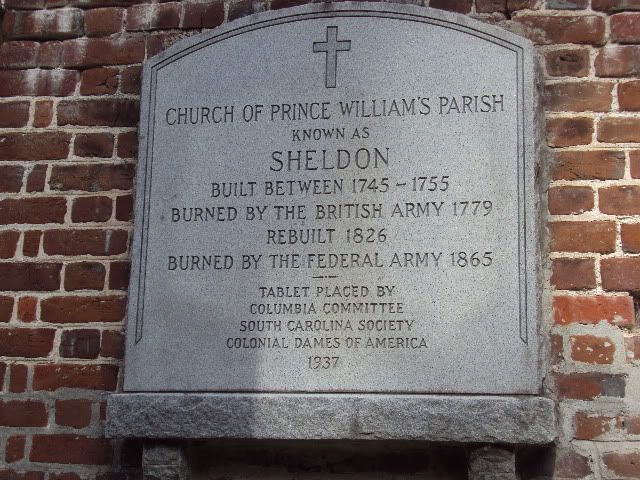 CHURCH OF PRINCE WILLIAM'S PARISH
KNOWN AS
SHELDON
BUILT BETWEEN 1745 - 1755
BURNED BY THE BRITISH ARMY 1779
REBUILT 1826
BURNED BY THE FEDERAL ARMY 1865
TABLET PLACED BY
COLUMBIA COMMITTEE
SOUTH CAROLINA SOCIETY
COLONIAL DAMES OF AMERICA
1937